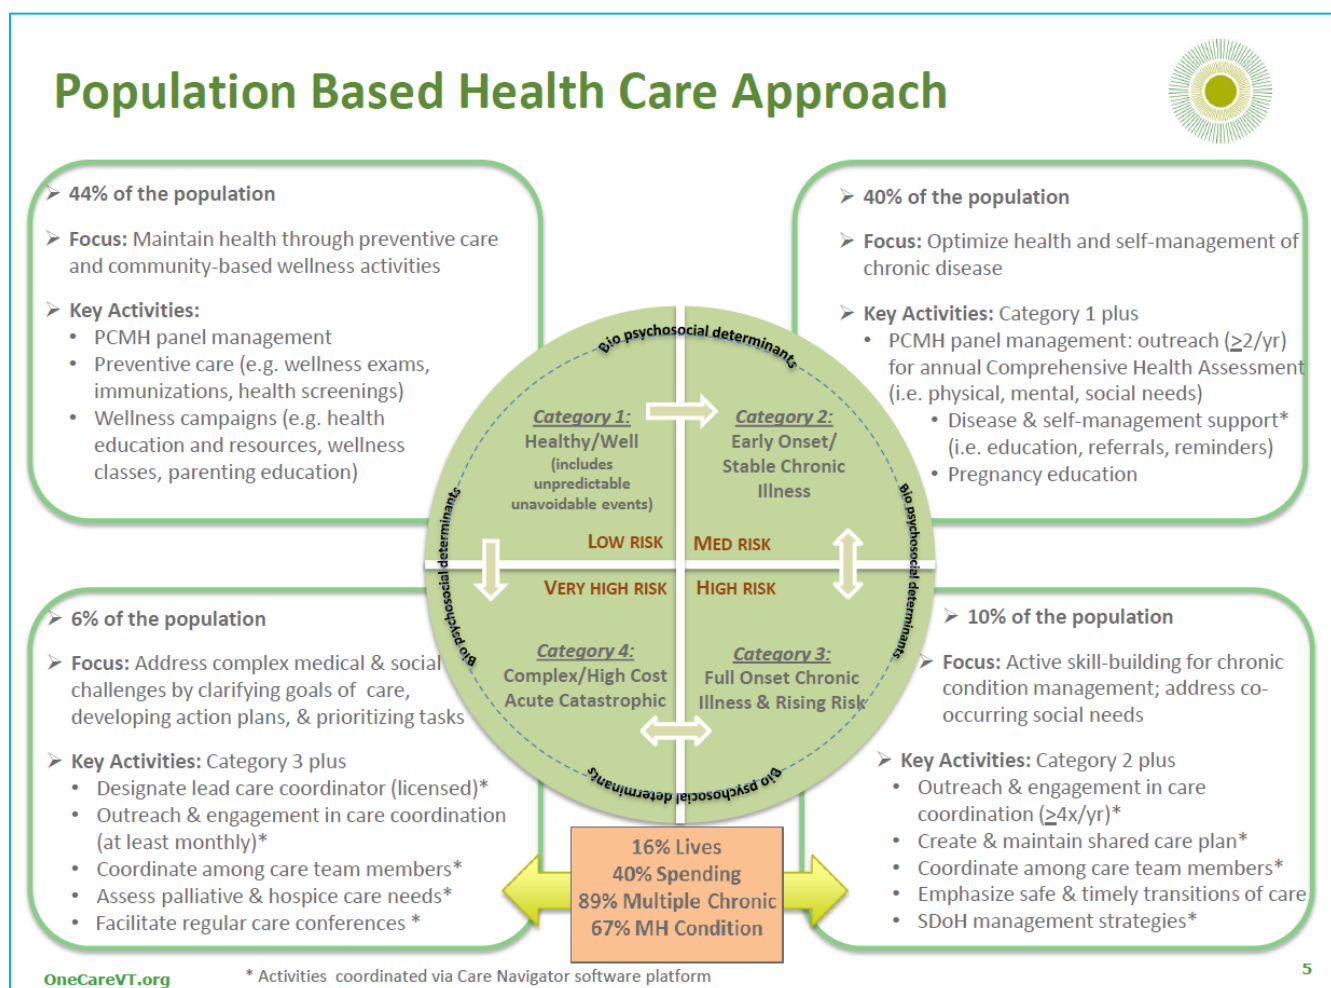 Population Based Health Care Approach
➢ 44% of the population
➢ Focus: Maintain health through preventive care
and community-based wellness activities
➢ Key Activities:
• PCMH panel management
• Preventive care (e.g. wellness exams,
immunizations, health screenings)
• Wellness campaigns (e.g. health
education and resources, wellness
classes, parenting education)
➢ 40% of the population
➢ Focus: Optimize health and self-management of
chronic disease
➢ Key Activities: Category 1 plus
• PCMH panel management: outreach (≥2/yr)
for annual Comprehensive Health Assessment
(i.e. physical, mental, social needs)
• Disease & self-management support*
(i.e. education, referrals, reminders)
• Pregnancy education
Bio psychosocial determinants
Bio psychosocial determinants
Bio psychosocial determinants
Bio psychosocial determinants
Category 1:
Healthy/Well
(includes
unpredictable
unavoidable events)
LOW RISK
Category 2:
Early Onset/
Stable Chronic
Illness
MED RISK
VERY HIGH RISK
Category 4:
Complex/High Cost
Acute Catastrophic
HIGH RISK
Category 3:
Full Onset Chronic
Illness & Rising Risk
➢ 6% of the population
➢ Focus: Address complex medical & social
challenges by clarifying goals of care,
developing action plans, & prioritizing tasks
➢ Key Activities: Category 3 plus
• Designate lead care coordinator (licensed)*
• Outreach & engagement in care coordination
(at least monthly)*
• Coordinate among care team members*
• Assess palliative & hospice care needs*
• Facilitate regular care conferences *
➢ 10% of the population
➢ Focus: Active skill-building for chronic
condition management; address co-
occurring social needs
➢ Key Activities: Category 2 plus
• Outreach & engagement in care
coordination (≥4x/yr)*
• Create & maintain shared care plan*
• Coordinate among care team members*
• Emphasize safe & timely transitions of care
• SDoH management strategies*
16% Lives
40% Spending
89% Multiple Chronic
67% MH Condition
OneCareVT.org
* Activities coordinated via Care Navigator software platform
5